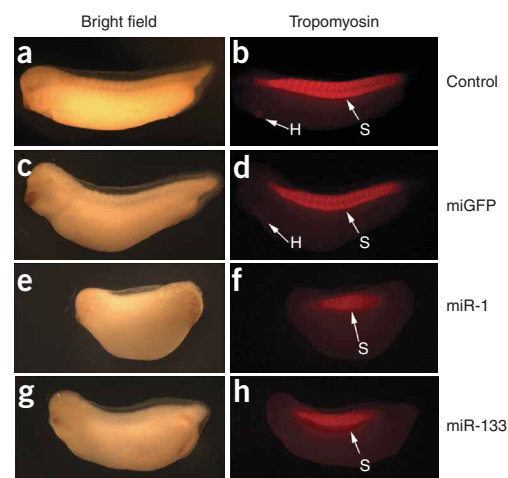 Bright field Tropomyosin
a b Control
H S
c d miGFP
H S
e f miR-1
S
g h miR-133
S